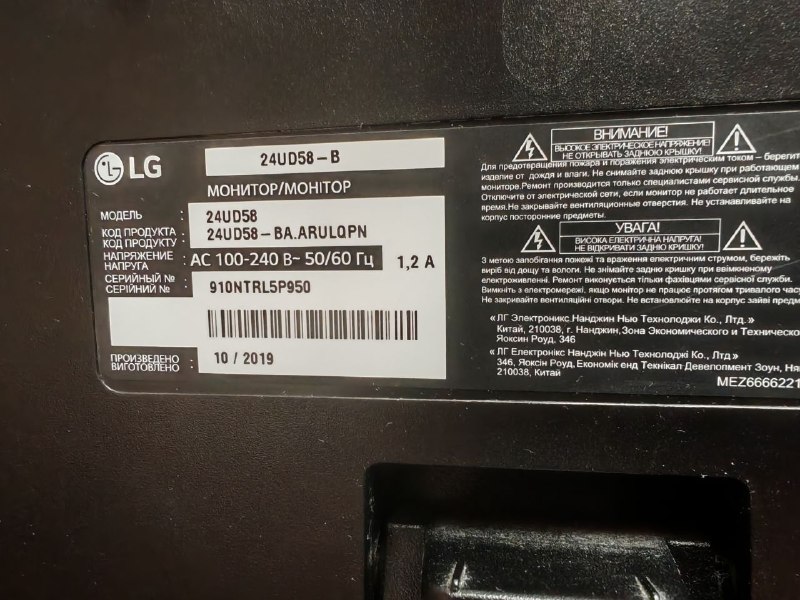 LG
24UD58-B
МОНИТОР/МОНІТОР
МОДЕЛЬ : 24UD58
КОД ПРОДУКТА : 24UD58-BA.ARULQPN
КОД ПРОДУКТУ
НАПРЯЖЕНИЕ : AC 100-240 В~ 50/60 Гц 1,2 A
НАПРУГА
СЕРИЙНЫЙ № : 910NTRL5P950
СЕРІЙНИЙ №
ПРОИЗВЕДЕНО : 10 / 2019
ВИГОТОВЛЕНО
ВНИМАНИЕ!
ВЫСОКОЕ ЭЛЕКТРИЧЕСКОЕ НАПРЯЖЕНИЕ!
НЕ ОТКРЫВАТЬ ЗАДНЮЮ КРЫШКУ!
Для предотвращения пожара и поражения электрическим током – берегит
изделие от дождя и влаги. Не снимайте заднюю крышку при работающем
мониторе.Ремонт производится только специалистами сервисной службы.
Отключите от электрической сети, если монитор не работает длительное
время.Не закрывайте вентиляционные отверстия. Не устанавливайте на
корпус посторонние предметы.
УВАГА!
ВИСОКА ЕЛЕКТРИЧНА НАПРУГА!
НЕ ВІДКРИВАТИ ЗАДНЮ КРИШКУ!
З метою запобігання пожежі та враження електричним струмом, бережіть
виріб від дощу та вологи. Не знімайте задню кришку при ввімкненому
електроживленні. Ремонт виконується тільки фахівцями сервісної служби.
Вимкніть з електромережі, якщо монітор не працює протягом тривалого час
Не закривайте вентиляційні отвори. Не встановлюйте на корпус зайві предм
«ЛГ Электроникс Нанджин Нью Технолоджи Ко., Лтд.»
Китай, 210038, г. Нанджин,Зона Экономического и Техническо
Яоксин Роуд, 346
«ЛГ Електронікс Нанджін Нью Технолоджі Ко., Лтд»
346, Яоксін Роуд, Економік енд Текнікал Девелопмент Зоун, Ня
210038, Китай
MEZ6666221